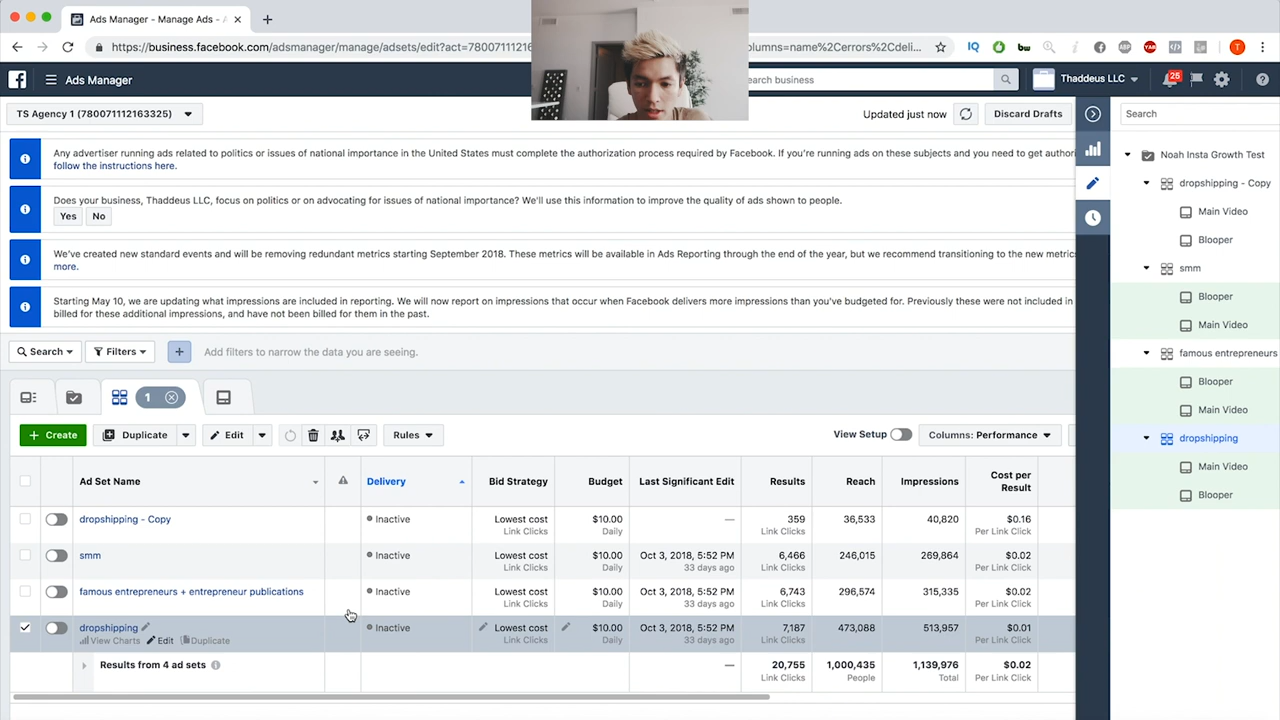 Ads Manager - Manage Ads - A
https://business.facebook.com/adsmanager/manage/adsets/edit?act=7800711116
olumns=name%2Cerrors%2Cdeli...
IQ
bw
ABP
YAB
T
Ads Manager
earch business
Thaddeus LLC
25
TS Agency 1 (780071112163325)
Updated just now
Discard Drafts
Search
Any advertiser running ads related to politics or issues of national importance in the United States must complete the authorization process required by Facebook. If you're running ads on these subjects and you need to get authori
follow the instructions here.
Does your business, Thaddeus LLC, focus on politics or on advocating for issues of national importance? We'll use this information to improve the quality of ads shown to people.
Yes
No
We've created new standard events and will be removing redundant metrics starting September 2018. These metrics will be available in Ads Reporting through the end of the year, but we recommend transitioning to the new metrics
more.
Starting May 10, we are updating what impressions are included in reporting. We will now report on impressions that occur when Facebook delivers more impressions than you've budgeted for. Previously these were not included in
billed for these additional impressions, and have not been billed for them in the past.
Noah Insta Growth Test
dropshipping - Copy
Main Video
Blooper
smm
Blooper
Main Video
famous entrepreneurs
Blooper
Main Video
dropshipping
Main Video
Blooper
Search
Filters
+
Add filters to narrow the data you are seeing.
1
+ Create
Duplicate
Edit
Rules
View Setup
Columns: Performance
Ad Set Name
Delivery
Bid Strategy
Budget
Last Significant Edit
Results
Reach
Impressions
Cost per
Result
dropshipping - Copy
Inactive
Lowest cost
Link Clicks
$10.00
Daily
—
359
Link Clicks
36,533
40,820
$0.16
Per Link Click
smm
Inactive
Lowest cost
Link Clicks
$10.00
Daily
Oct 3, 2018, 5:52 PM
33 days ago
6,466
Link Clicks
246,015
269,864
$0.02
Per Link Click
famous entrepreneurs + entrepreneur publications
Inactive
Lowest cost
Link Clicks
$10.00
Daily
Oct 3, 2018, 5:52 PM
33 days ago
6,743
Link Clicks
296,574
315,335
$0.02
Per Link Click
dropshipping
View Charts
Edit
Duplicate
Inactive
Lowest cost
Link Clicks
$10.00
Daily
Oct 3, 2018, 5:52 PM
33 days ago
7,187
Link Clicks
473,088
513,957
$0.01
Per Link Click
Results from 4 ad sets
—
20,755
Link Clicks
1,000,435
People
1,139,976
Total
$0.02
Per Link Click